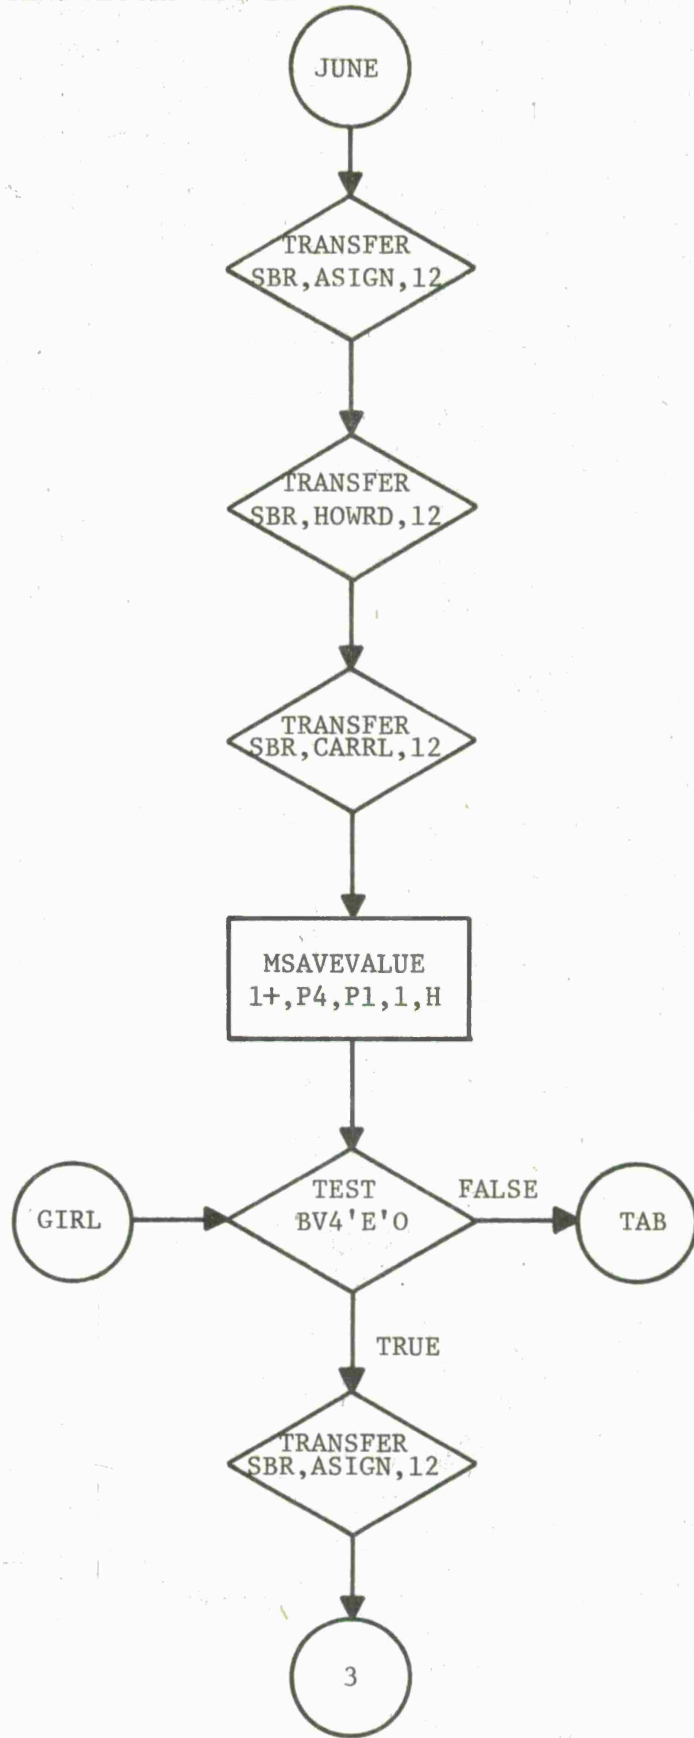 JUNE
TRANSFER
SBR,ASIGN,12
TRANSFER
SBR,HOWRD,12
TRANSFER
SBR,CARRL,12
MSAVEVALUE
1+,P4,P1,1,H
GIRL
TEST
BV4'E'O
FALSE
TAB
TRUE
TRANSFER
SBR,ASIGN,12
3